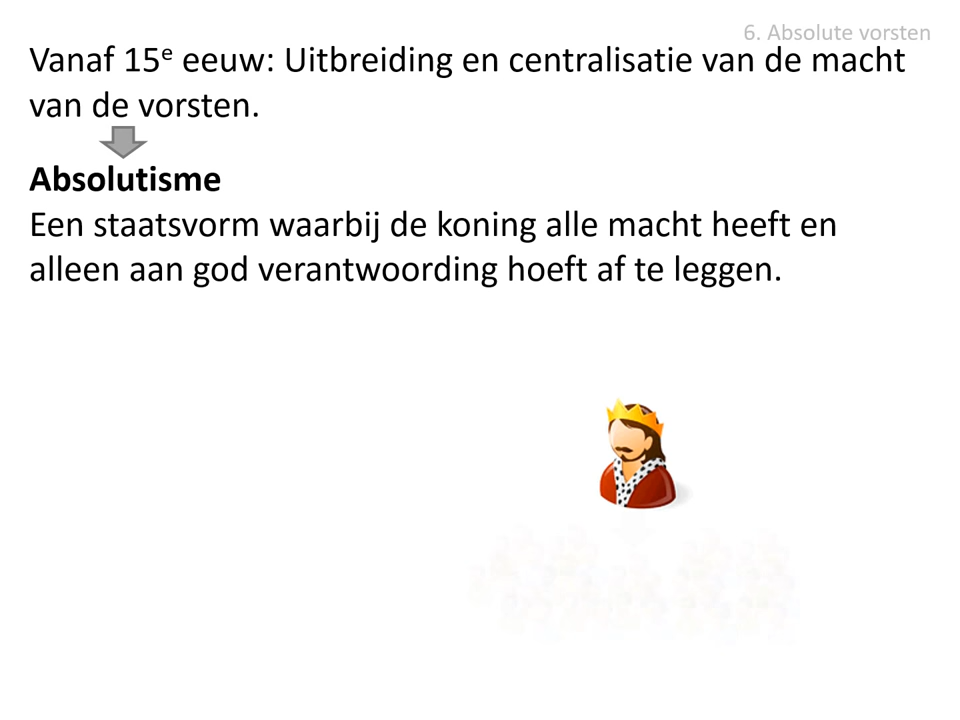 6. Absolute vorsten
Vanaf 15e eeuw: Uitbreiding en centralisatie van de macht
van de vorsten.
Absolutisme
Een staatsvorm waarbij de koning alle macht heeft en
alleen aan god verantwoording hoeft af te leggen.